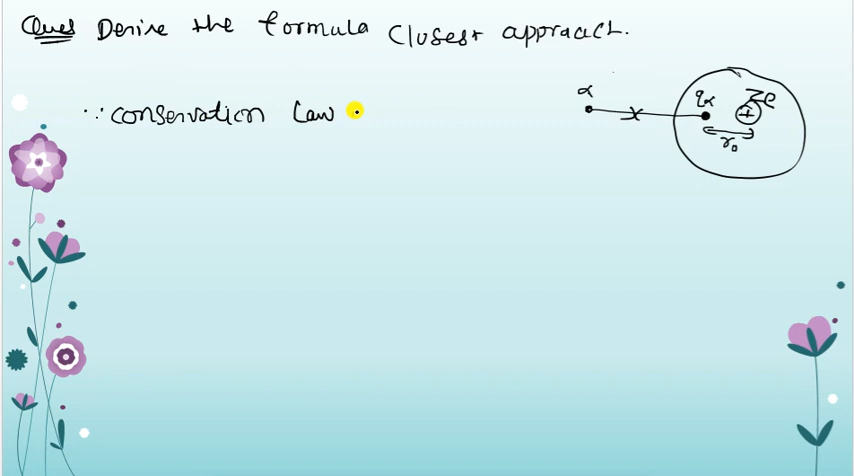 Ques Derive the formula closest approach.
∵ conservation law
α
qα
Ze
+
r₀